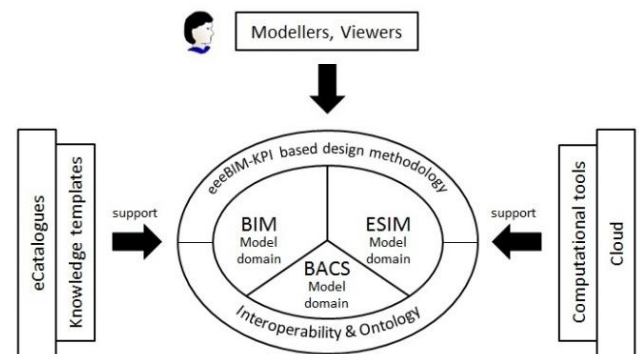 Modellers, Viewers
eeeBIM-KPI based design methodology
eCatalogues
Knowledge templates
support
BIM
Model
domain
ESIM
Model
domain
BACS
Model
domain
support
Computational tools
Cloud
Interoperability & Ontology